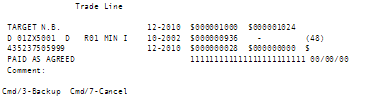 Trade Line
TARGET N.B. 12-2010 $000001000 $000001024
D 01ZX5001 D R01 MIN I 10-2002 $000000936 - (48)
435237505999 12-2010 $000000028 $000000000 $
PAID AS AGREED 111111111111111111111111 00/00/00
Comment:
Cmd/3-Backup Cmd/7-Cancel